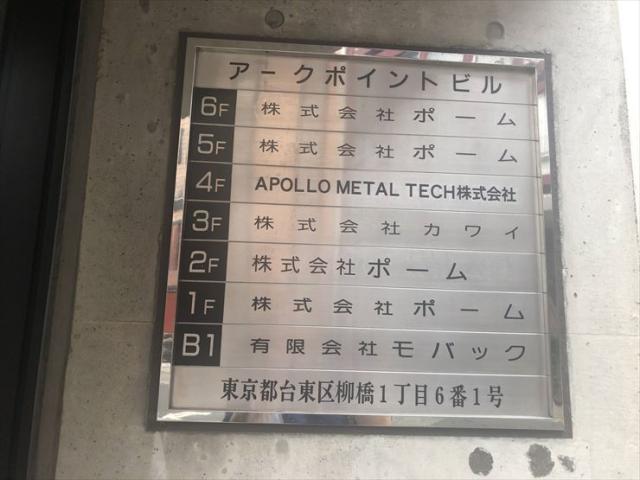 アークポイントビル
6F 株式会社ポーム
5F 株式会社ポーム
4F APOLLO METAL TECH株式会社
3F 株式会社カワイ
2F 株式会社ポーム
1F 株式会社ポーム
B1 有限会社モバック
東京都台東区柳橋1丁目6番1号